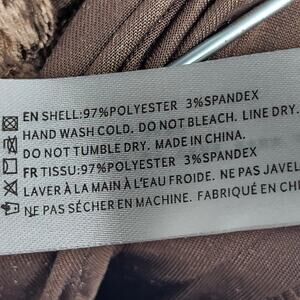 EN SHELL:97%POLYESTER 3%SPANDEX
HAND WASH COLD. DO NOT BLEACH. LINE DRY.
DO NOT TUMBLE DRY. MADE IN CHINA.
FR TISSU:97%POLYESTER 3%SPANDEX
LAVER À LA MAIN À L'EAU FROIDE. NE PAS JAVEL
NE PAS SÉCHER EN MACHINE. FABRIQUÉ EN CHI